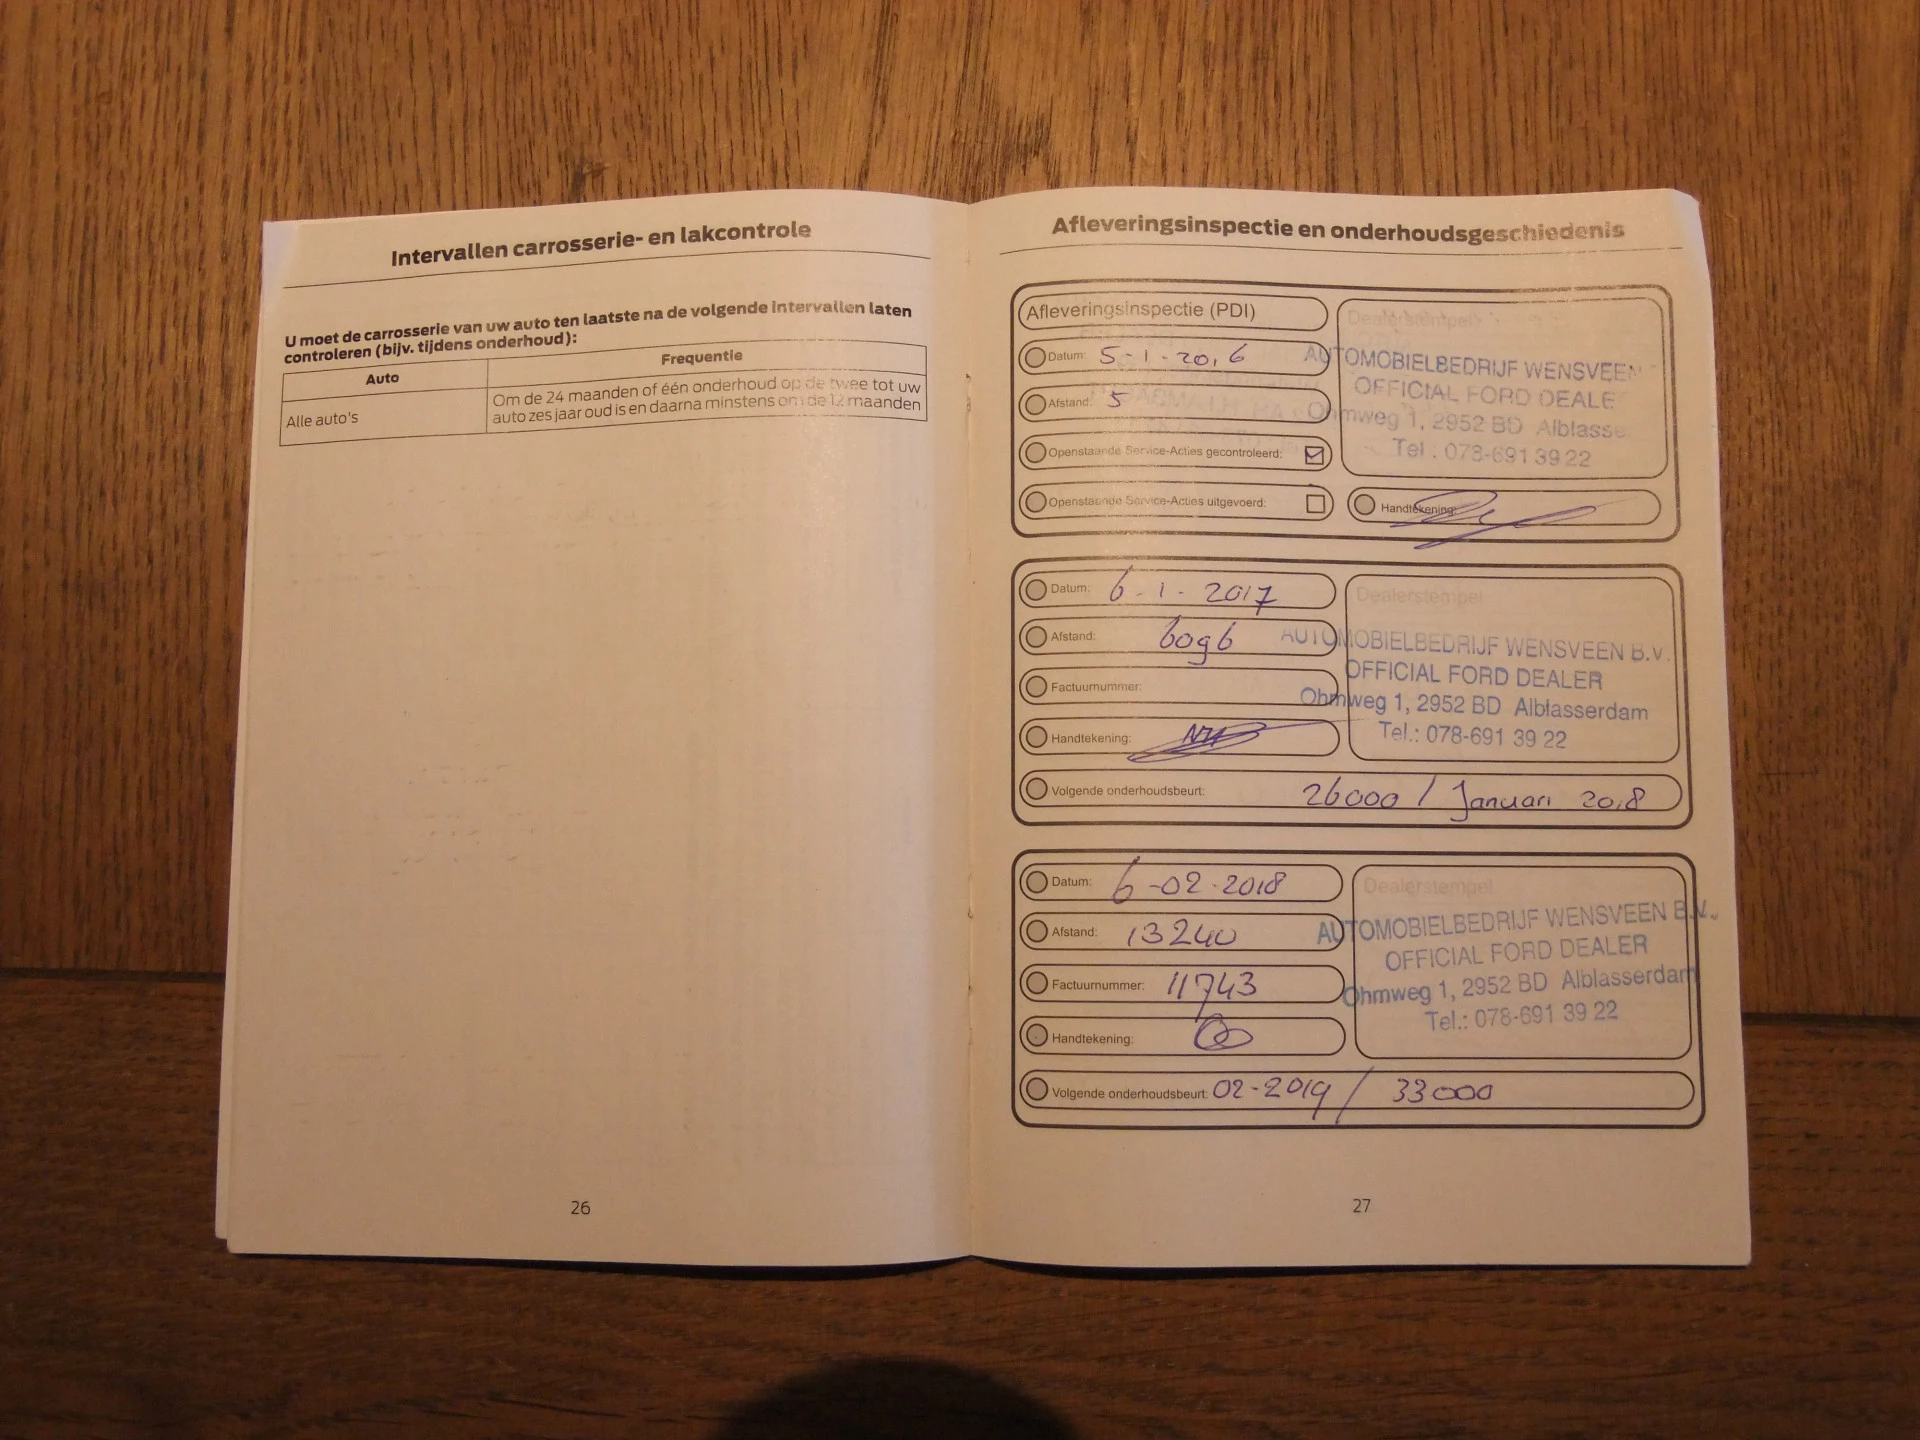 Intervallen carrosserie- en lakcontrole
U moet de carrosserie van uw auto ten laatste na de volgende intervallen laten
controleren (bijv. tijdens onderhoud):
Auto
Frequentie
Alle auto's
Om de 24 maanden of één onderhoud op de twee tot uw
auto zes jaar oud is en daarna minstens om de 12 maanden
26
Afleveringsinspectie en onderhoudsgeschiedenis
Afleveringsinspectie (PDI)
Datum: 5-1-2016
Afstand: 5
Openstaande Service-Acties gecontroleerd:
Openstaande Service-Acties uitgevoerd:
Dealerstempel
AUTOMOBIELBEDRIJF WENSVEEN
OFFICIAL FORD DEALE
Ohmweg 1, 2952 BD Alblasse
Tel.: 078-691 39 22
Handtekening:
Datum: 6-1-2017
Afstand: 6096
Factuurnummer:
Handtekening:
Volgende onderhoudsbeurt: 26000 / Januari 2018
Dealerstempel
AUTOMOBIELBEDRIJF WENSVEEN B.V.
OFFICIAL FORD DEALER
Ohmweg 1, 2952 BD Alblasserdam
Tel.: 078-691 39 22
Datum: 6-02-2018
Afstand: 13240
Factuurnummer: 11743
Handtekening:
Volgende onderhoudsbeurt: 02-2019 / 33000
Dealerstempel
AUTOMOBIELBEDRIJF WENSVEEN B.V.
OFFICIAL FORD DEALER
Ohmweg 1, 2952 BD Alblasserdam
Tel.: 078-691 39 22
27